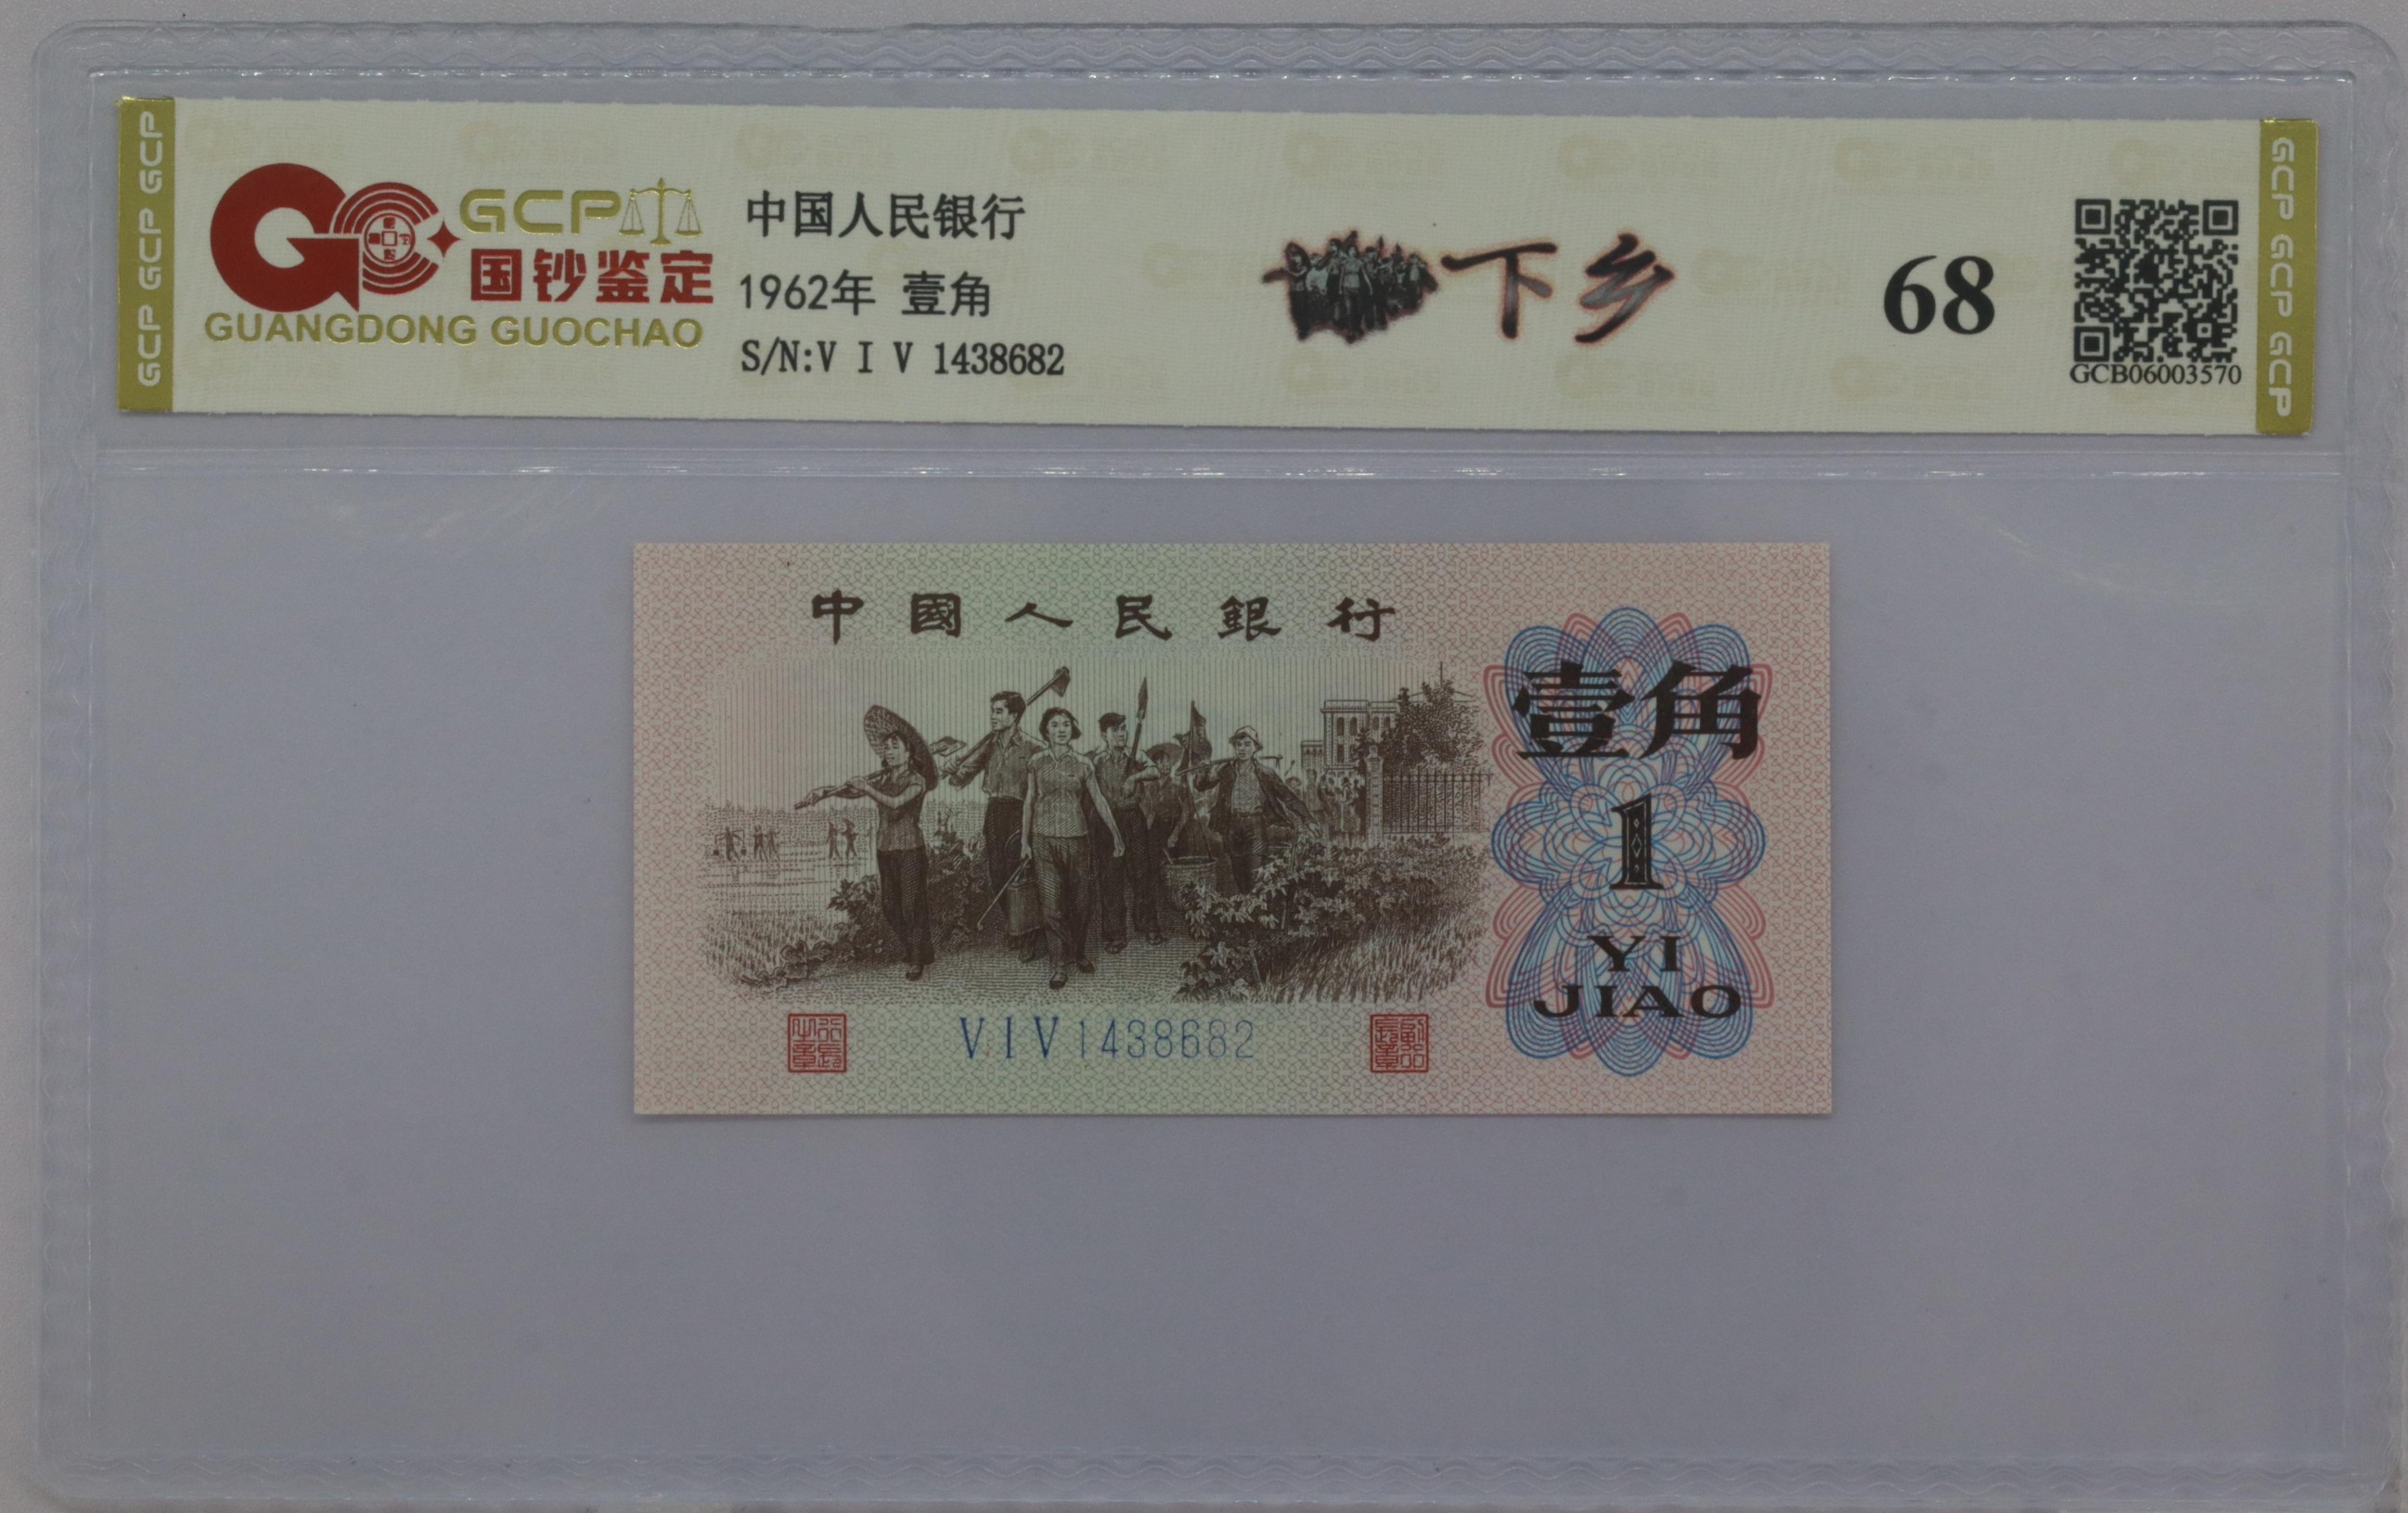 GCP GCP GCP
GCP
国钞鉴定
GUANGDONG GUOCHAO
中国人民银行
1962年 壹角
S/N:V I V 1438682
下乡
68
GCB06003570
GCP GCP GCP
中國人民銀行
壹角
1
YI
JIAO
V I V 1438682